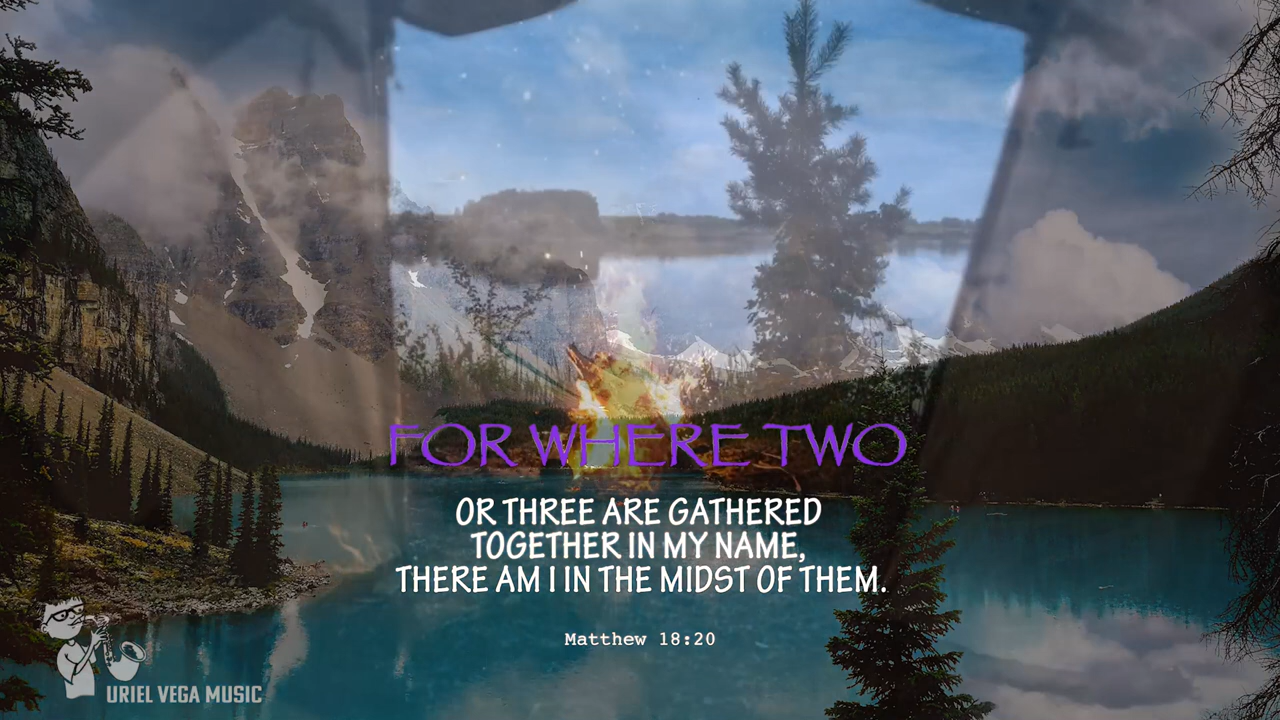 FOR WHERE TWO
OR THREE ARE GATHERED
TOGETHER IN MY NAME,
THERE AM I IN THE MIDST OF THEM.
Matthew 18:20
URIEL VEGA MUSIC